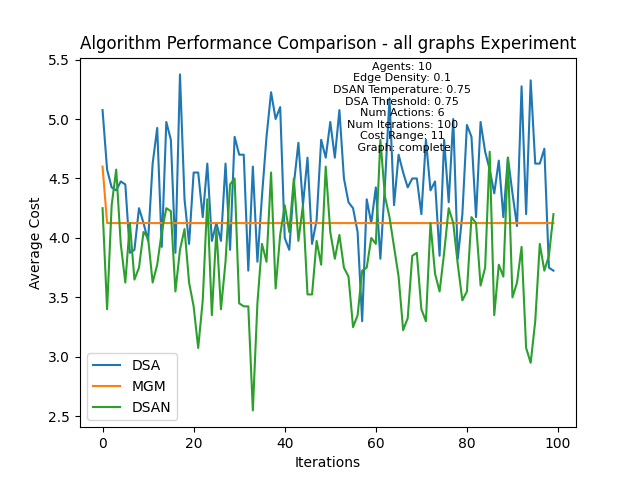 Algorithm Performance Comparison - all graphs Experiment
Agents: 10
Edge Density: 0.1
DSAN Temperature: 0.75
DSA Threshold: 0.75
Num Actions: 6
Num Iterations: 100
Cost Range: 11
Graph: complete
5.5
5.0
4.5
4.0
3.5
3.0
2.5
Average Cost
DSA
MGM
DSAN
0
20
40
60
80
100
Iterations